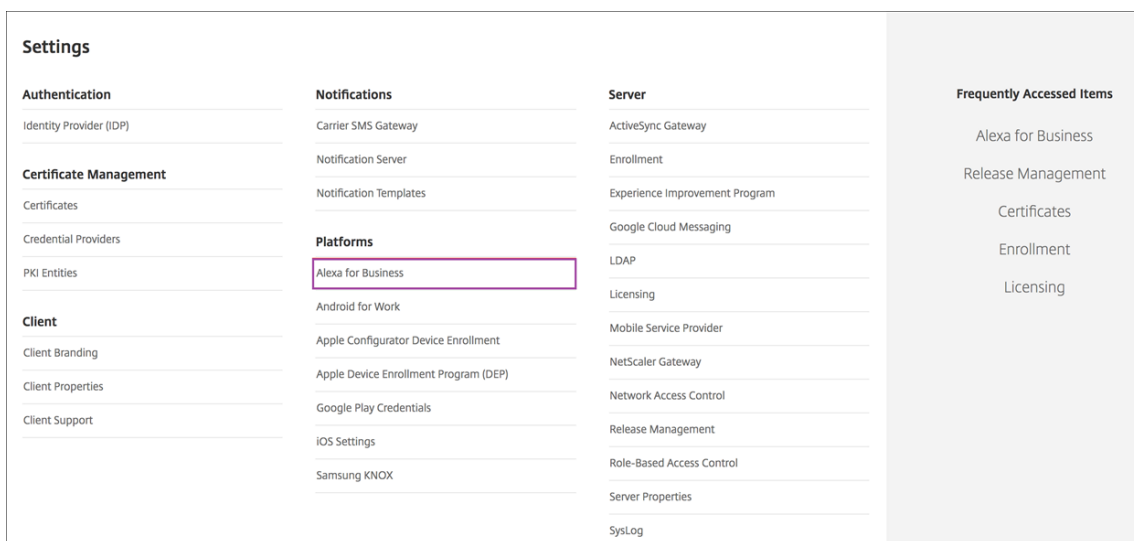 Settings
Authentication
Identity Provider (IDP)
Certificate Management
Certificates
Credential Providers
PKI Entities
Client
Client Branding
Client Properties
Client Support
Notifications
Carrier SMS Gateway
Notification Server
Notification Templates
Platforms
Alexa for Business
Android for Work
Apple Configurator Device Enrollment
Apple Device Enrollment Program (DEP)
Google Play Credentials
iOS Settings
Samsung KNOX
Server
ActiveSync Gateway
Enrollment
Experience Improvement Program
Google Cloud Messaging
LDAP
Licensing
Mobile Service Provider
NetScaler Gateway
Network Access Control
Release Management
Role-Based Access Control
Server Properties
SysLog
Frequently Accessed Items
Alexa for Business
Release Management
Certificates
Enrollment
Licensing